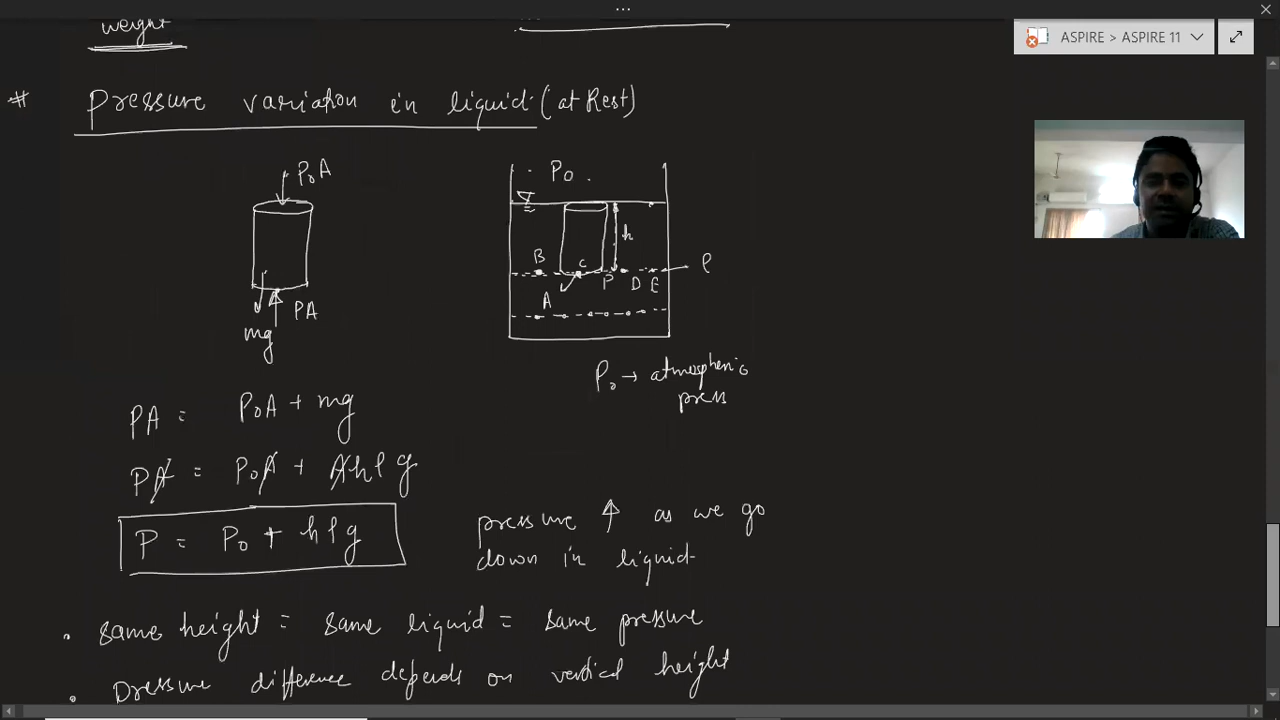 weight
ASPIRE > ASPIRE 11
# Pressure variation in liquid (at Rest)
P₀A
mg
PA
P₀
h
B
C
P
D
E
ρ
A
P₀ → atmospheric
press
PA = P₀A + mg
PA = P₀A + Ahρg
P = P₀ + hρg
pressure ↑ as we go
down in liquid
• same height = same liquid = same pressure
• Pressure difference depends on vertical height